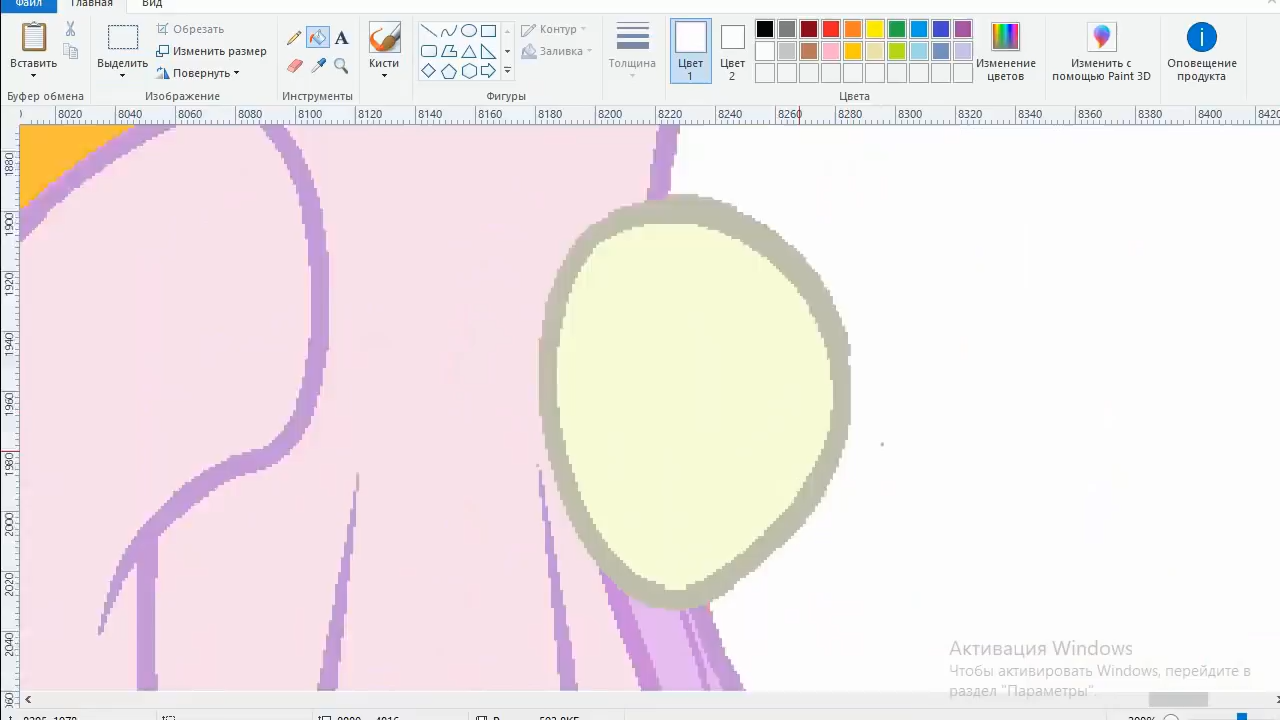 Файл Главная Вид
Вставить
Выделить
Обрезать
Изменить размер
Повернуть
A
Кисти
Контур
Заливка
Толщина
Цвет 1
Цвет 2
Изменение цветов
Изменить с помощью Paint 3D
Оповещение продукта
Буфер обмена Изображение Инструменты Фигуры Цвета
8020 8040 8060 8080 8100 8120 8140 8160 8180 8200 8220 8240 8260 8280 8300 8320 8340 8360 8380 8400 8420
1880
1900
1920
1940
1960
1980
2000
2020
2040
Активация Windows
Чтобы активировать Windows, перейдите в
раздел "Параметры".